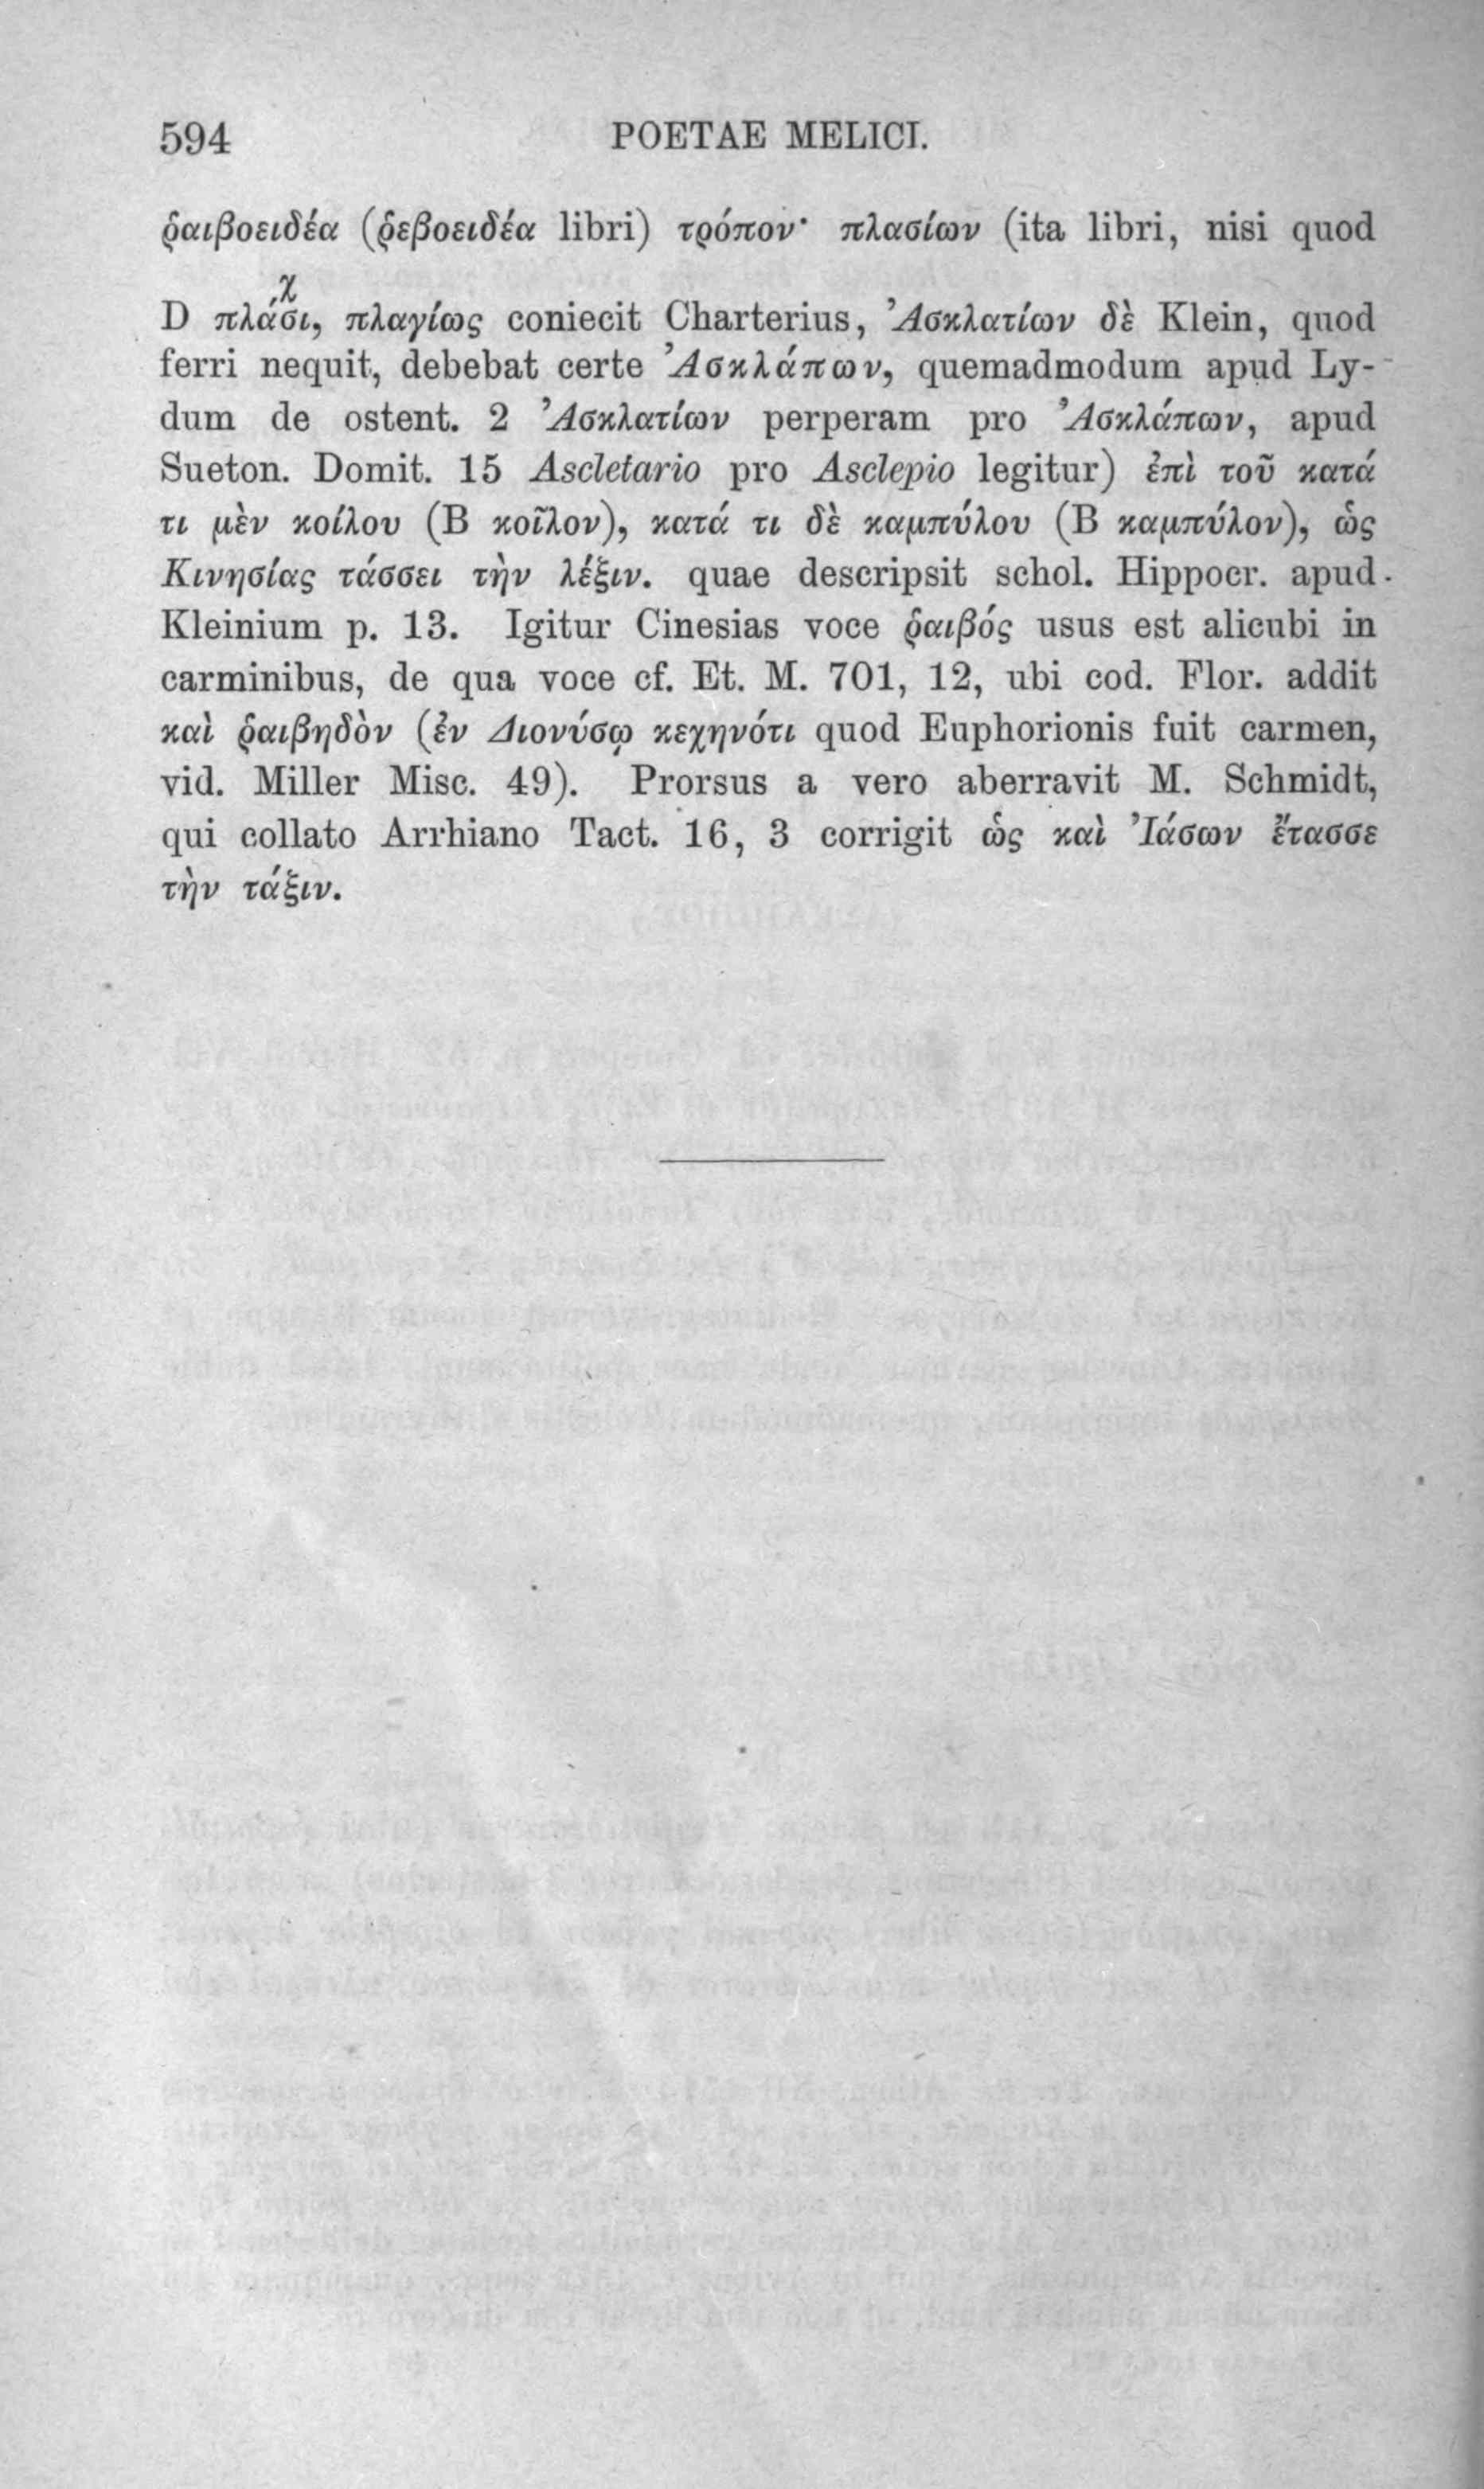 594 POETAE MELICI.
ῥαιβοειδέα (ῥεβοειδέα libri) τρόπον· πλασίων (ita libri, nisi quod
D πλάσιχ, πλαγίως coniecit Charterius, Ἀσκλατίων δὲ Klein, quod
ferri nequit, debebat certe Ἀσκλάπων, quemadmodum apud Ly-
dum de ostent. 2 Ἀσκλατίων perperam pro Ἀσκλάπων, apud
Sueton. Domit. 15 Ascletario pro Asclepio legitur) ἐπὶ τοῦ κατά
τι μὲν κοίλου (B κοῖλον), κατά τι δὲ καμπύλου (B καμπύλον), ὡς
Κινησίας τάσσει τὴν λέξιν. quae descripsit schol. Hippocr. apud
Kleinium p. 13. Igitur Cinesias voce ῥαιβός usus est alicubi in
carminibus, de qua voce cf. Et. M. 701, 12, ubi cod. Flor. addit
καὶ ῥαιβηδὸν (ἐν Διονύσῳ κεχηνότι quod Euphorionis fuit carmen,
vid. Miller Misc. 49). Prorsus a vero aberravit M. Schmidt,
qui collato Arrhiano Tact. 16, 3 corrigit ὡς καὶ Ἰάσων ἔτασσε
τὴν τάξιν.